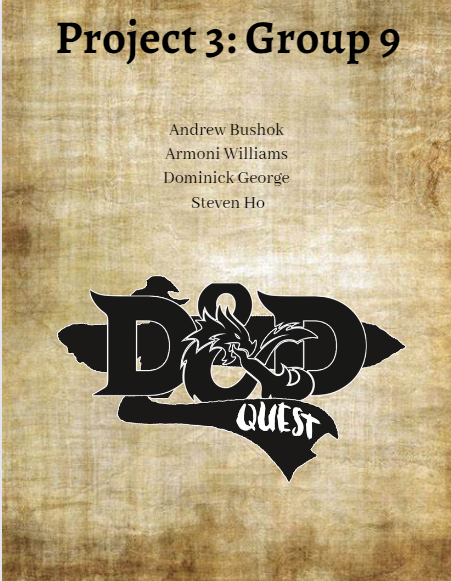 Project 3: Group 9
Andrew Bushok
Armoni Williams
Dominick George
Steven Ho
D&D
QUEST